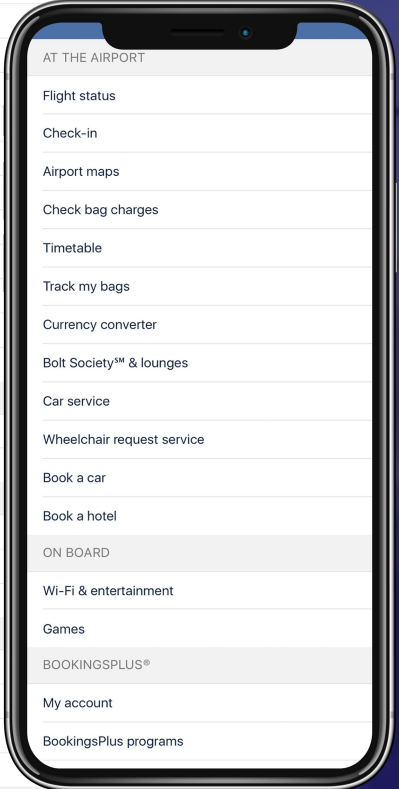 AT THE AIRPORT
Flight status
Check-in
Airport maps
Check bag charges
Timetable
Track my bags
Currency converter
Bolt Society℠ & lounges
Car service
Wheelchair request service
Book a car
Book a hotel
ON BOARD
Wi-Fi & entertainment
Games
BOOKINGSPLUS®
My account
BookingsPlus programs